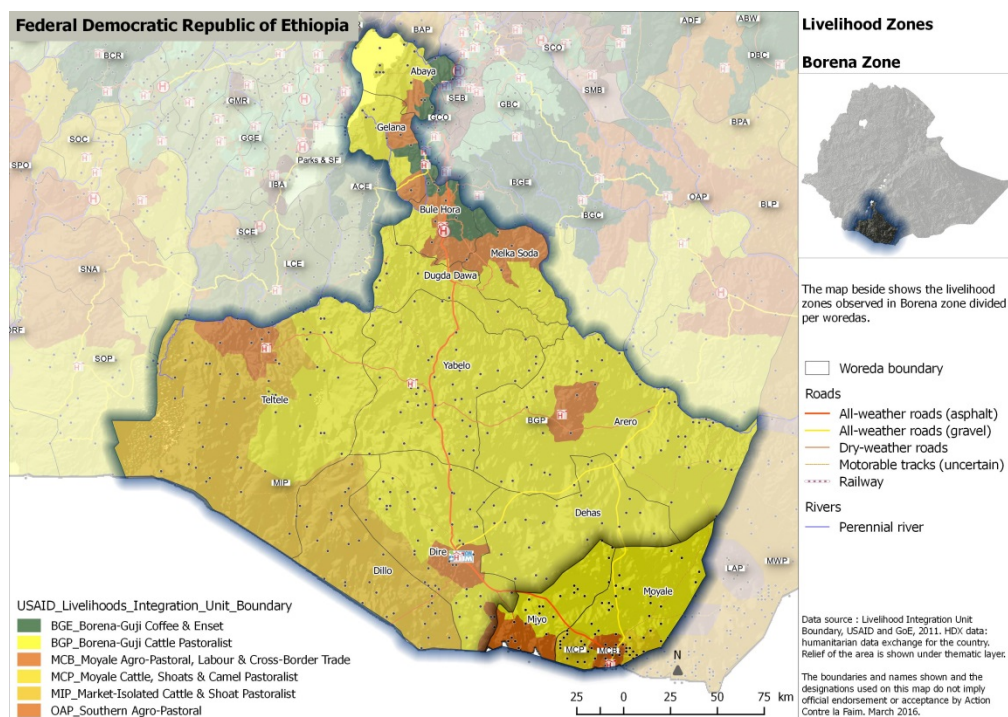 Federal Democratic Republic of Ethiopia
Livelihood Zones
Borena Zone
BAP
ADF
ABW
BCR
SCO
DBC
Abaya
GMR
SEB
GBC
SMB
GCO
SOC
GGE
Gelana
BPA
Parks & SF
SPO
IBA
ACE
BGE
OAP
BLP
Bule Hora
BGC
SCE
Melka Soda
LCE
SNA
Dugda Dawa
SOP
Yabelo
Teltele
BGP
Arero
MIP
Dehas
Dire
Dillo
LAP
MWP
Moyale
Miyo
MCP
MCB
The map beside shows the livelihood
zones observed in Borena zone divided
per woredas.
Woreda boundary
Roads
All-weather roads (asphalt)
All-weather roads (gravel)
Dry-weather roads
Motorable tracks (uncertain)
Railway
Rivers
Perennial river
USAID_Livelihoods_Integration_Unit_Boundary
BGE_Borena-Guji Coffee & Enset
BGP_Borena-Guji Cattle Pastoralist
MCB_Moyale Agro-Pastoral, Labour & Cross-Border Trade
MCP_Moyale Cattle, Shoats & Camel Pastoralist
MIP_Market-Isolated Cattle & Shoat Pastoralist
OAP_Southern Agro-Pastoral
N
25 0 25 50 75 km
Data source : Livelihood Integration Unit
Boundary, USAID and GoE, 2011. HDX data:
humanitarian data exchange for the country.
Relief of the area is shown under thematic layer.
The boundaries and names shown and the
designations used on this map do not imply
official endorsement or acceptance by Action
Contre la Faim. March 2016.